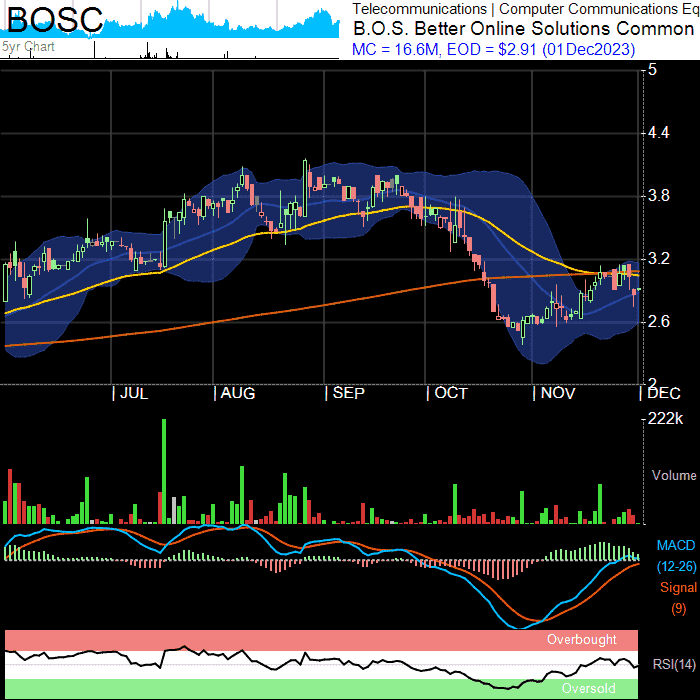 BOSC
5yr Chart
Telecommunications | Computer Communications Eq
B.O.S. Better Online Solutions Common
MC = 16.6M, EOD = $2.91 (01Dec2023)
5
4.4
3.8
3.2
2.6
2
JUL AUG SEP OCT NOV DEC
222k
Volume
MACD
(12-26)
Signal
(9)
Overbought
RSI(14)
Oversold